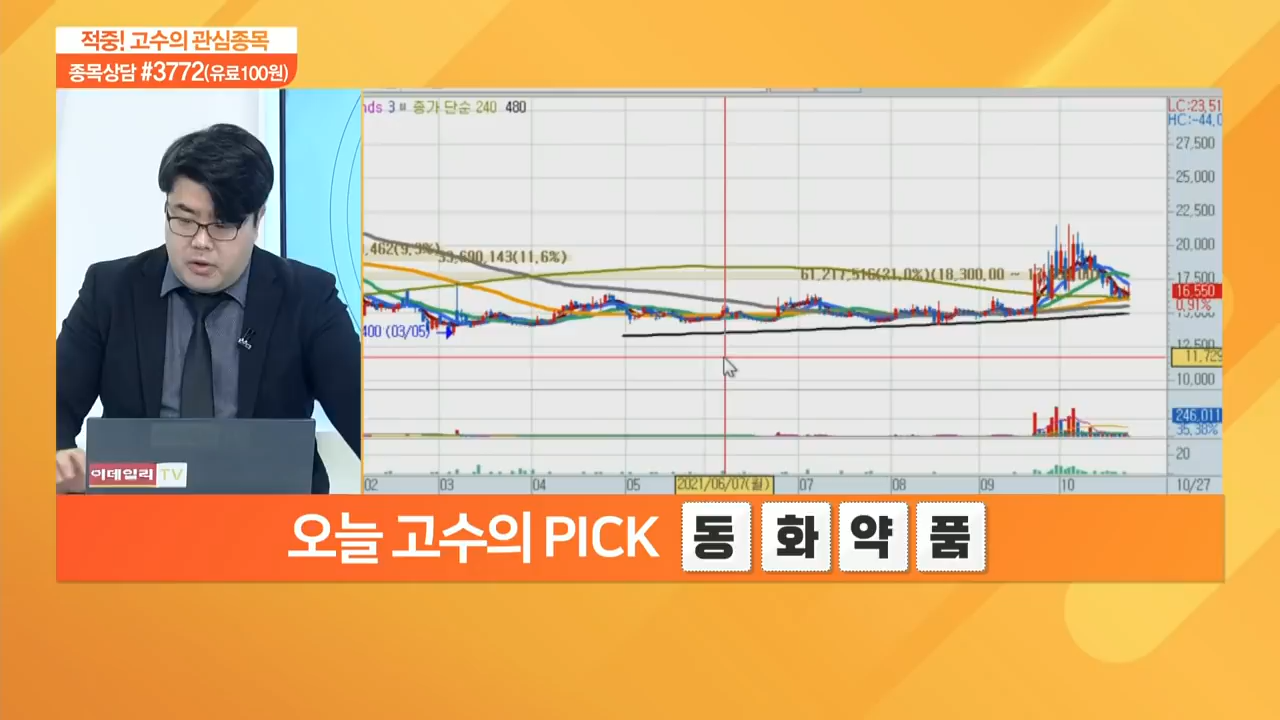 적중! 고수의 관심종목
종목상담 #3772(유료100원)
nds 3 종가 단순 240 480
LC:23,51
HC:-44,0
27,500
25,000
22,500
20,000
17,500
16,550
0.91%
15,000
12,500
11,729
10,000
,462(9,3%)
33,690,143(11,6%)
61,217,516(21,0%)(18,300,00 ~
400 (03/05)
246,011
35,38%
20
02 03 04 05 2021/06/07(월) 07 08 09 10 10/27
이데일리 TV
오늘 고수의 PICK 동화약품